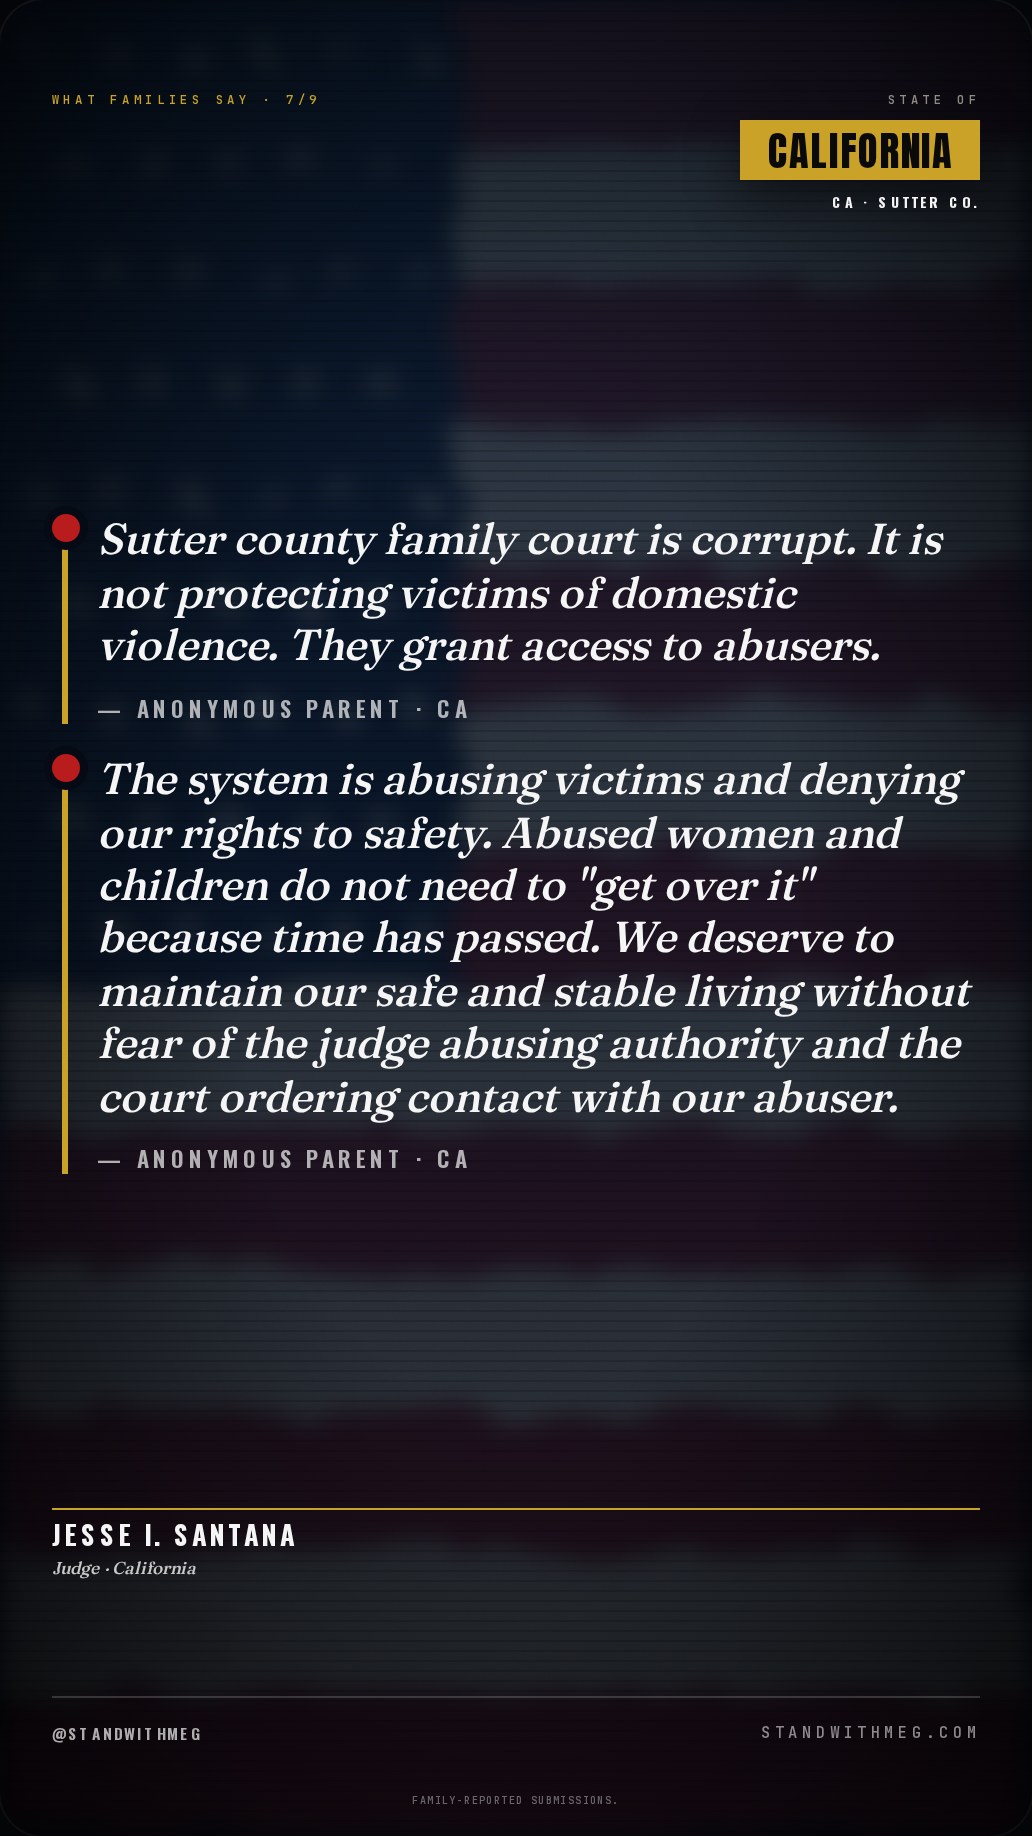 WHAT FAMILIES SAY · 7/9
STATE OF
CALIFORNIA
CA · SUTTER CO.
Sutter county family court is corrupt. It is
not protecting victims of domestic
violence. They grant access to abusers.
— ANONYMOUS PARENT · CA
The system is abusing victims and denying
our rights to safety. Abused women and
children do not need to "get over it"
because time has passed. We deserve to
maintain our safe and stable living without
fear of the judge abusing authority and the
court ordering contact with our abuser.
— ANONYMOUS PARENT · CA
JESSE I. SANTANA
Judge · California
@STANDWITHMEG
STANDWITHMEG.COM
FAMILY-REPORTED SUBMISSIONS.